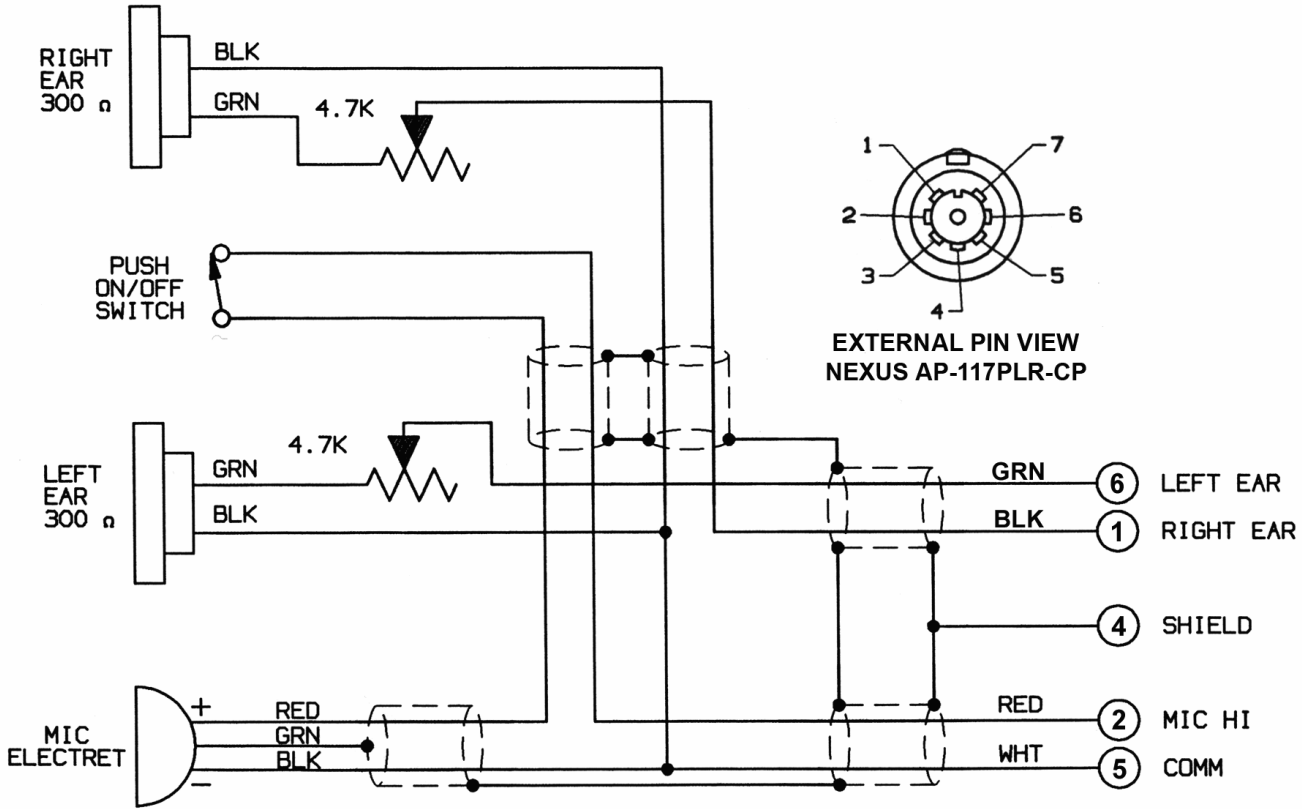 RIGHT
EAR
300 Ω
BLK
GRN
4.7K
1
7
2
6
3
5
4
EXTERNAL PIN VIEW
NEXUS AP-117PLR-CP
PUSH
ON/OFF
SWITCH
LEFT
EAR
300 Ω
GRN
BLK
4.7K
GRN
6
LEFT EAR
BLK
1
RIGHT EAR
4
SHIELD
MIC
ELECTRET
+
RED
GRN
BLK
−
RED
2
MIC HI
WHT
5
COMM